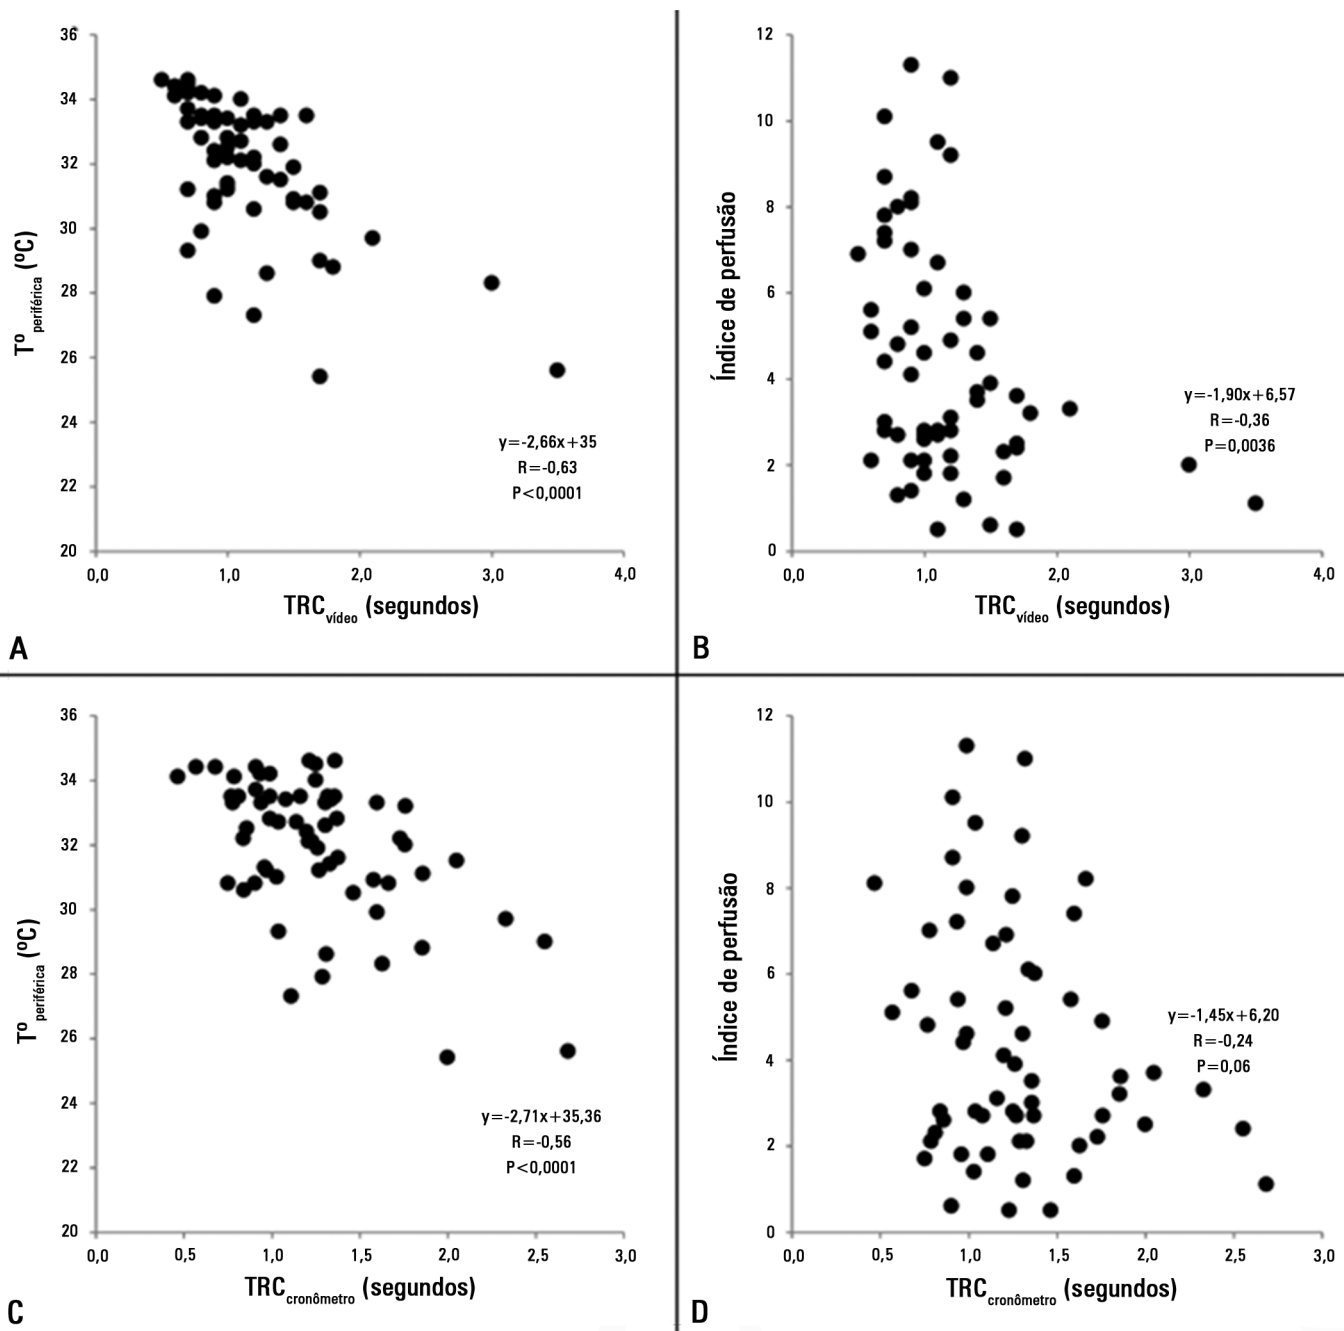 36
34
32
30
28
26
24
22
20
Tº periférica (ºC)
y=-2,66x+35
R=-0,63
P<0,0001
0,0 1,0 2,0 3,0 4,0
TRCvídeo (segundos)
A
12
10
8
6
4
2
0
Índice de perfusão
y=-1,90x+6,57
R=-0,36
P=0,0036
0,0 1,0 2,0 3,0 4,0
TRCvídeo (segundos)
B
36
34
32
30
28
26
24
22
20
Tº periférica (ºC)
y=-2,71x+35,36
R=-0,56
P<0,0001
0,0 0,5 1,0 1,5 2,0 2,5 3,0
TRCcronômetro (segundos)
C
12
10
8
6
4
2
0
Índice de perfusão
y=-1,45x+6,20
R=-0,24
P=0,06
0,0 0,5 1,0 1,5 2,0 2,5 3,0
TRCcronômetro (segundos)
D